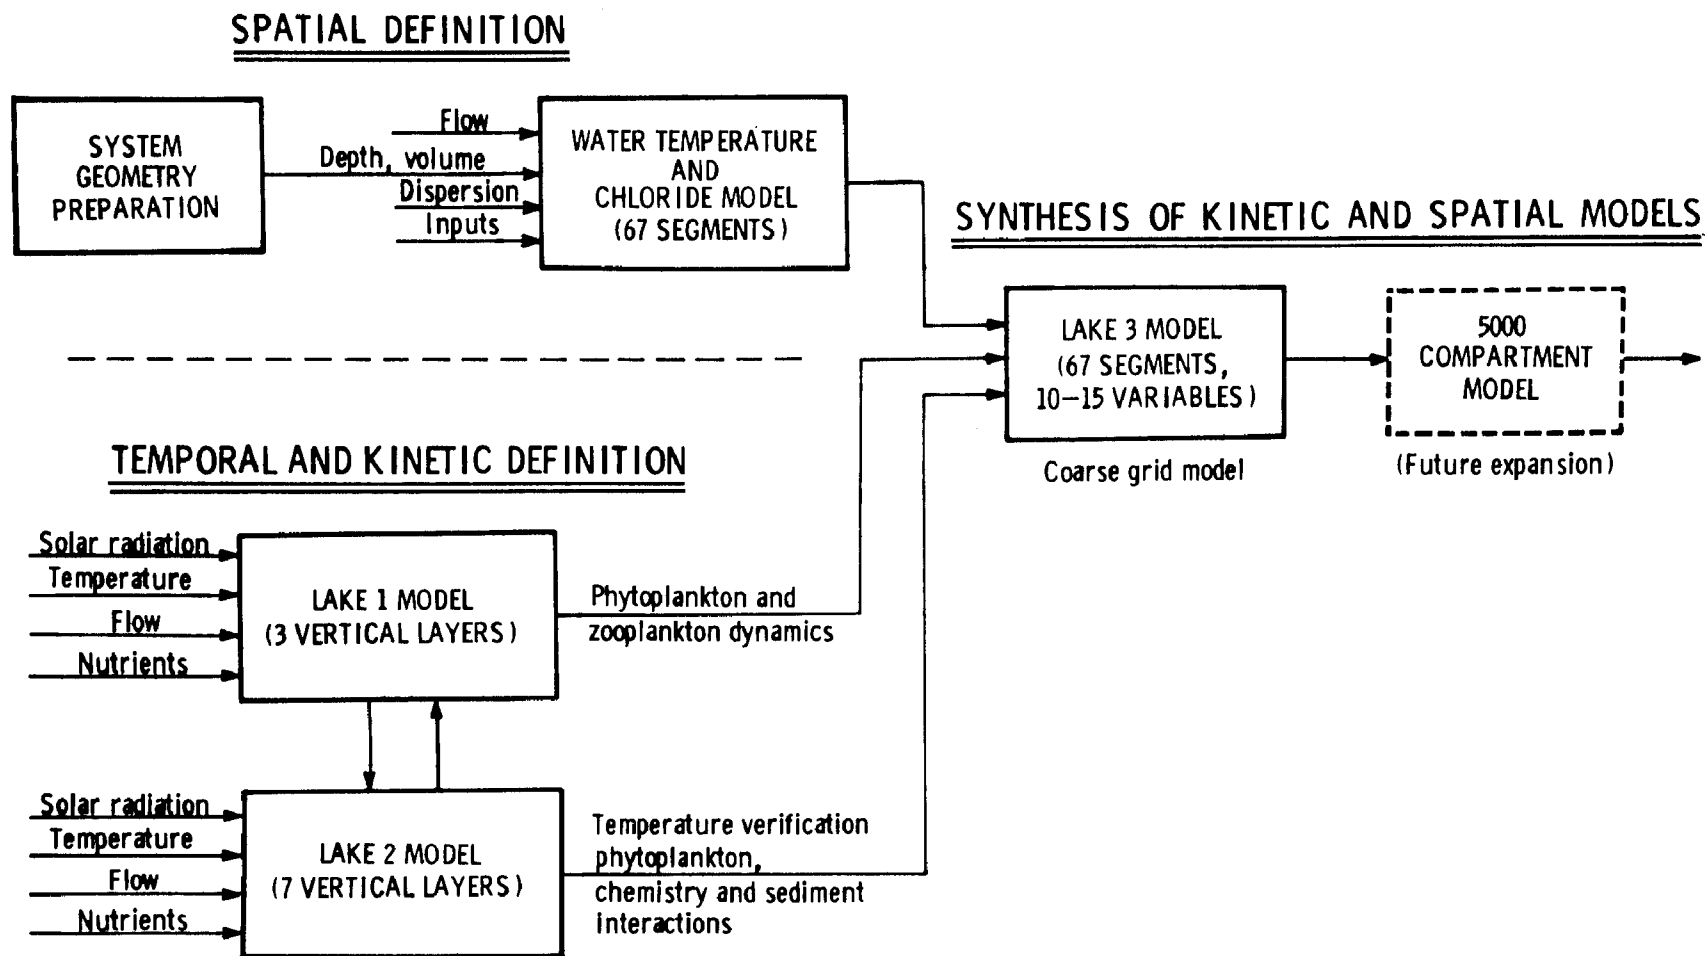 SPATIAL DEFINITION
SYSTEM
GEOMETRY
PREPARATION
Flow
Depth, volume
Dispersion
Inputs
WATER TEMPERATURE
AND
CHLORIDE MODEL
(67 SEGMENTS)
SYNTHESIS OF KINETIC AND SPATIAL MODELS
LAKE 3 MODEL
(67 SEGMENTS,
10-15 VARIABLES)
Coarse grid model
5000
COMPARTMENT
MODEL
(Future expansion)
TEMPORAL AND KINETIC DEFINITION
Solar radiation
Temperature
Flow
Nutrients
LAKE 1 MODEL
(3 VERTICAL LAYERS)
Phytoplankton and
zooplankton dynamics
Solar radiation
Temperature
Flow
Nutrients
LAKE 2 MODEL
(7 VERTICAL LAYERS)
Temperature verification
phytoplankton,
chemistry and sediment
interactions